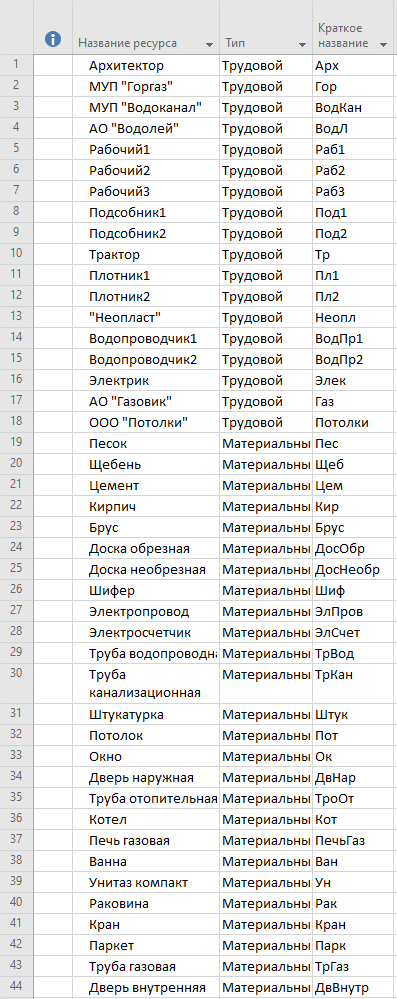 Название ресурса Тип Краткое
название
1 Архитектор Трудовой Арх
2 МУП "Горгаз" Трудовой Гор
3 МУП "Водоканал" Трудовой ВодКан
4 АО "Водолей" Трудовой ВодЛ
5 Рабочий1 Трудовой Раб1
6 Рабочий2 Трудовой Раб2
7 Рабочий3 Трудовой Раб3
8 Подсобник1 Трудовой Под1
9 Подсобник2 Трудовой Под2
10 Трактор Трудовой Тр
11 Плотник1 Трудовой Пл1
12 Плотник2 Трудовой Пл2
13 "Неопласт" Трудовой Неопл
14 Водопроводчик1 Трудовой ВодПр1
15 Водопроводчик2 Трудовой ВодПр2
16 Электрик Трудовой Элек
17 АО "Газовик" Трудовой Газ
18 ООО "Потолки" Трудовой Потолки
19 Песок Материальны Пес
20 Щебень Материальны Щеб
21 Цемент Материальны Цем
22 Кирпич Материальны Кир
23 Брус Материальны Брус
24 Доска обрезная Материальны ДосОбр
25 Доска необрезная Материальны ДосНеобр
26 Шифер Материальны Шиф
27 Электропровод Материальны ЭлПров
28 Электросчетчик Материальны ЭлСчет
29 Труба водопроводна Материальны ТрВод
30 Труба Материальны ТрКан
канализационная
31 Штукатурка Материальны Штук
32 Потолок Материальны Пот
33 Окно Материальны Ок
34 Дверь наружная Материальны ДвНар
35 Труба отопительная Материальны ТроОт
36 Котел Материальны Кот
37 Печь газовая Материальны ПечьГаз
38 Ванна Материальны Ван
39 Унитаз компакт Материальны Ун
40 Раковина Материальны Рак
41 Кран Материальны Кран
42 Паркет Материальны Парк
43 Труба газовая Материальны ТрГаз
44 Дверь внутренняя Материальны ДвВнутр